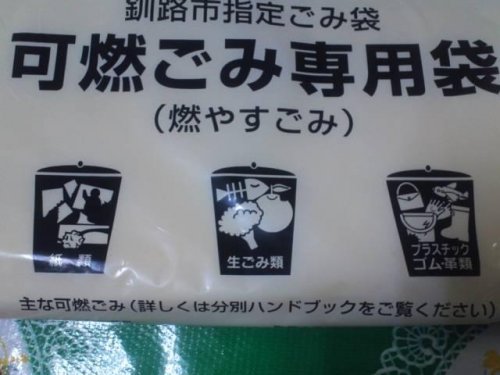 釧路市指定ごみ袋
可燃ごみ専用袋
(燃やすごみ)
紙類
生ごみ類
プラスチック
ゴム・革類
主な可燃ごみ(詳しくは分別ハンドブックをご覧ください)